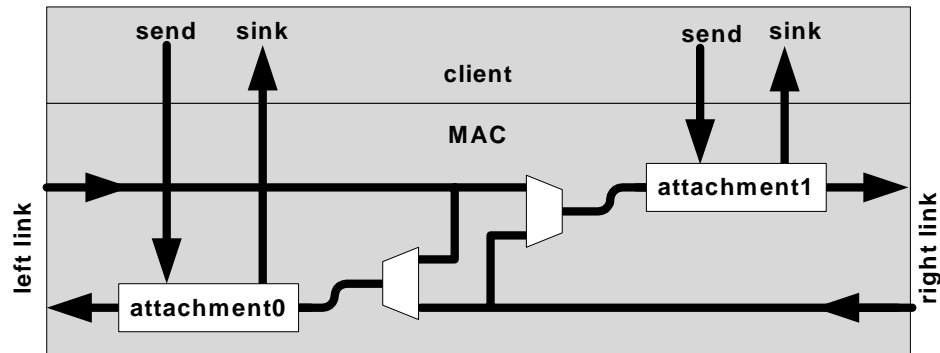 send sink send sink
client
MAC
attachment1
left link
right link
attachment0